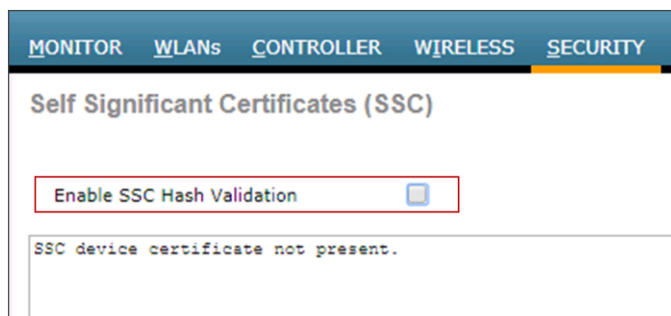 MONITOR WLANs CONTROLLER WIRELESS SECURITY
Self Significant Certificates (SSC)
Enable SSC Hash Validation
SSC device certificate not present.